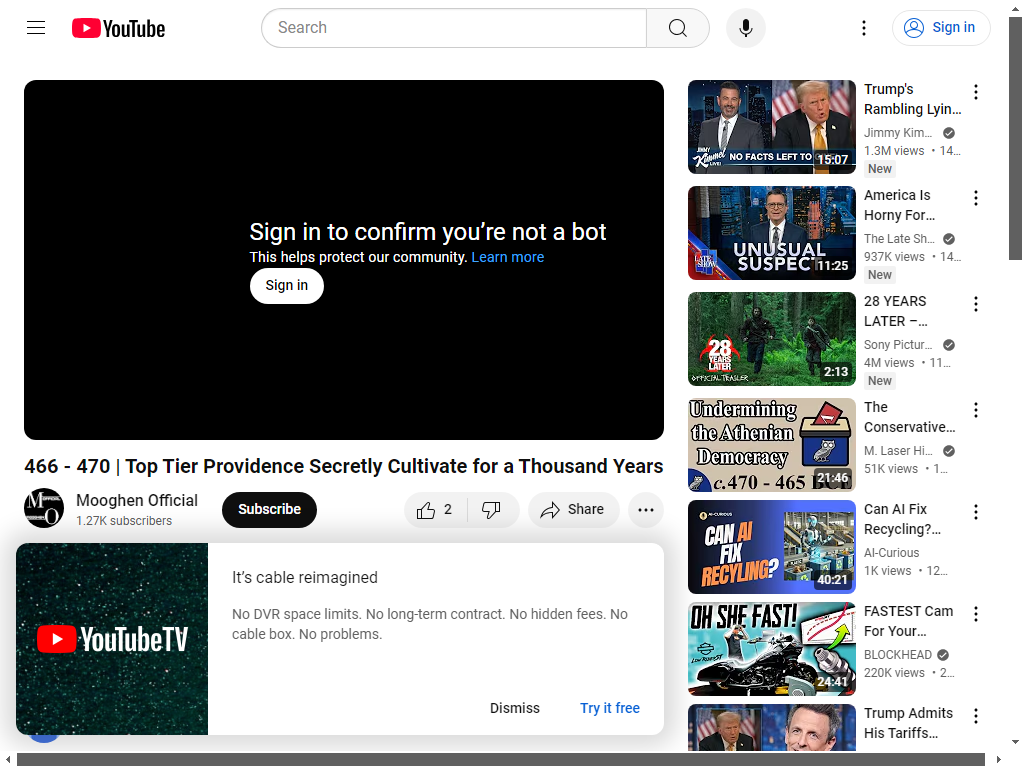 YouTube
Search
Sign in
Sign in to confirm you’re not a bot
This helps protect our community. Learn more
Sign in
466 - 470 | Top Tier Providence Secretly Cultivate for a Thousand Years
Mooghen Official
1.27K subscribers
Subscribe
2
Share
YouTubeTV
It’s cable reimagined
No DVR space limits. No long-term contract. No hidden fees. No
cable box. No problems.
Dismiss
Try it free
JIMMY
Kimmel
LIVE!
NO FACTS LEFT TO
15:07
Trump's
Rambling Lyin…
Jimmy Kim…
1.3M views • 14…
New
LATE SHOW
UNUSUAL
SUSPECT
11:25
America Is
Horny For…
The Late Sh…
937K views • 14…
New
28
YEARS
LATER
OFFICIAL TRAILER
2:13
28 YEARS
LATER –…
Sony Pictur…
4M views • 11…
New
Undermining
the Athenian
Democracy
c.470 - 465 BCE
21:46
The
Conservative…
M. Laser Hi…
51K views • 1…
AI-CURIOUS
CAN AI
FIX
RECYLING?
40:21
Can AI Fix
Recycling?…
AI-Curious
1K views • 12…
OH SHE FAST!
24:41
FASTEST Cam
For Your…
BLOCKHEAD
220K views • 2…
Trump Admits
His Tariffs…